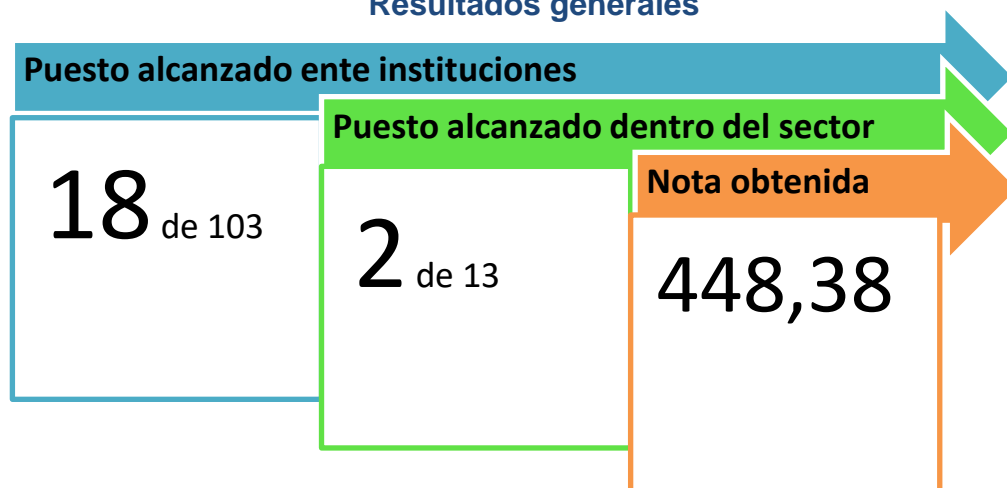 Resultados generales
Puesto alcanzado ente instituciones
Puesto alcanzado dentro del sector
Nota obtenida
18 de 103
2 de 13
448,38